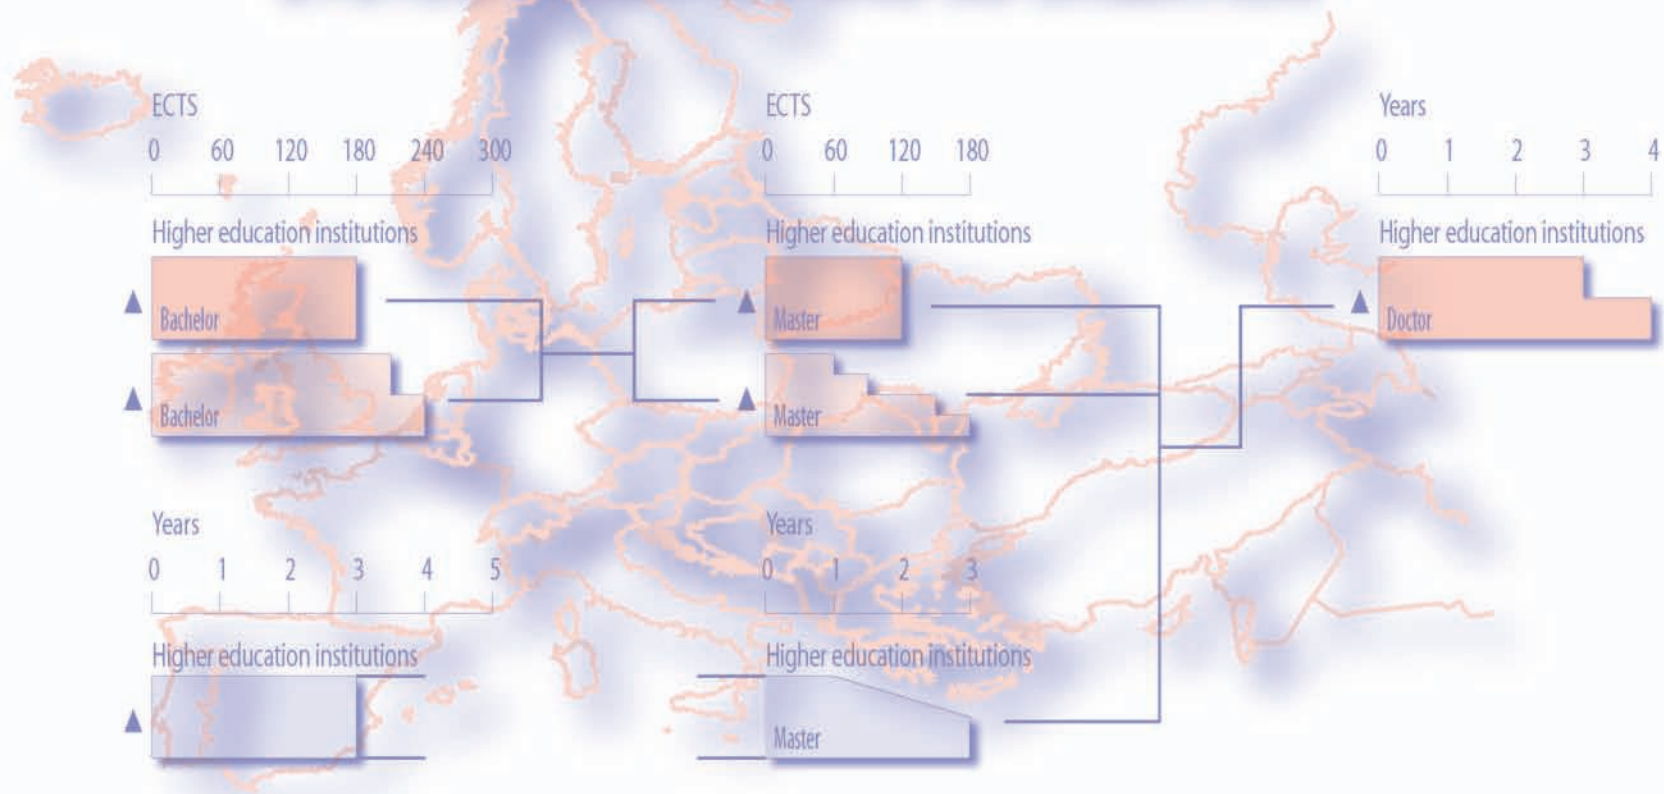 ECTS
0 60 120 180 240 300
Higher education institutions
Bachelor
Bachelor
Years
0 1 2 3 4 5
Higher education institutions
ECTS
0 60 120 180
Higher education institutions
Master
Master
Years
0 1 2 3
Higher education institutions
Master
Years
0 1 2 3 4
Higher education institutions
Doctor